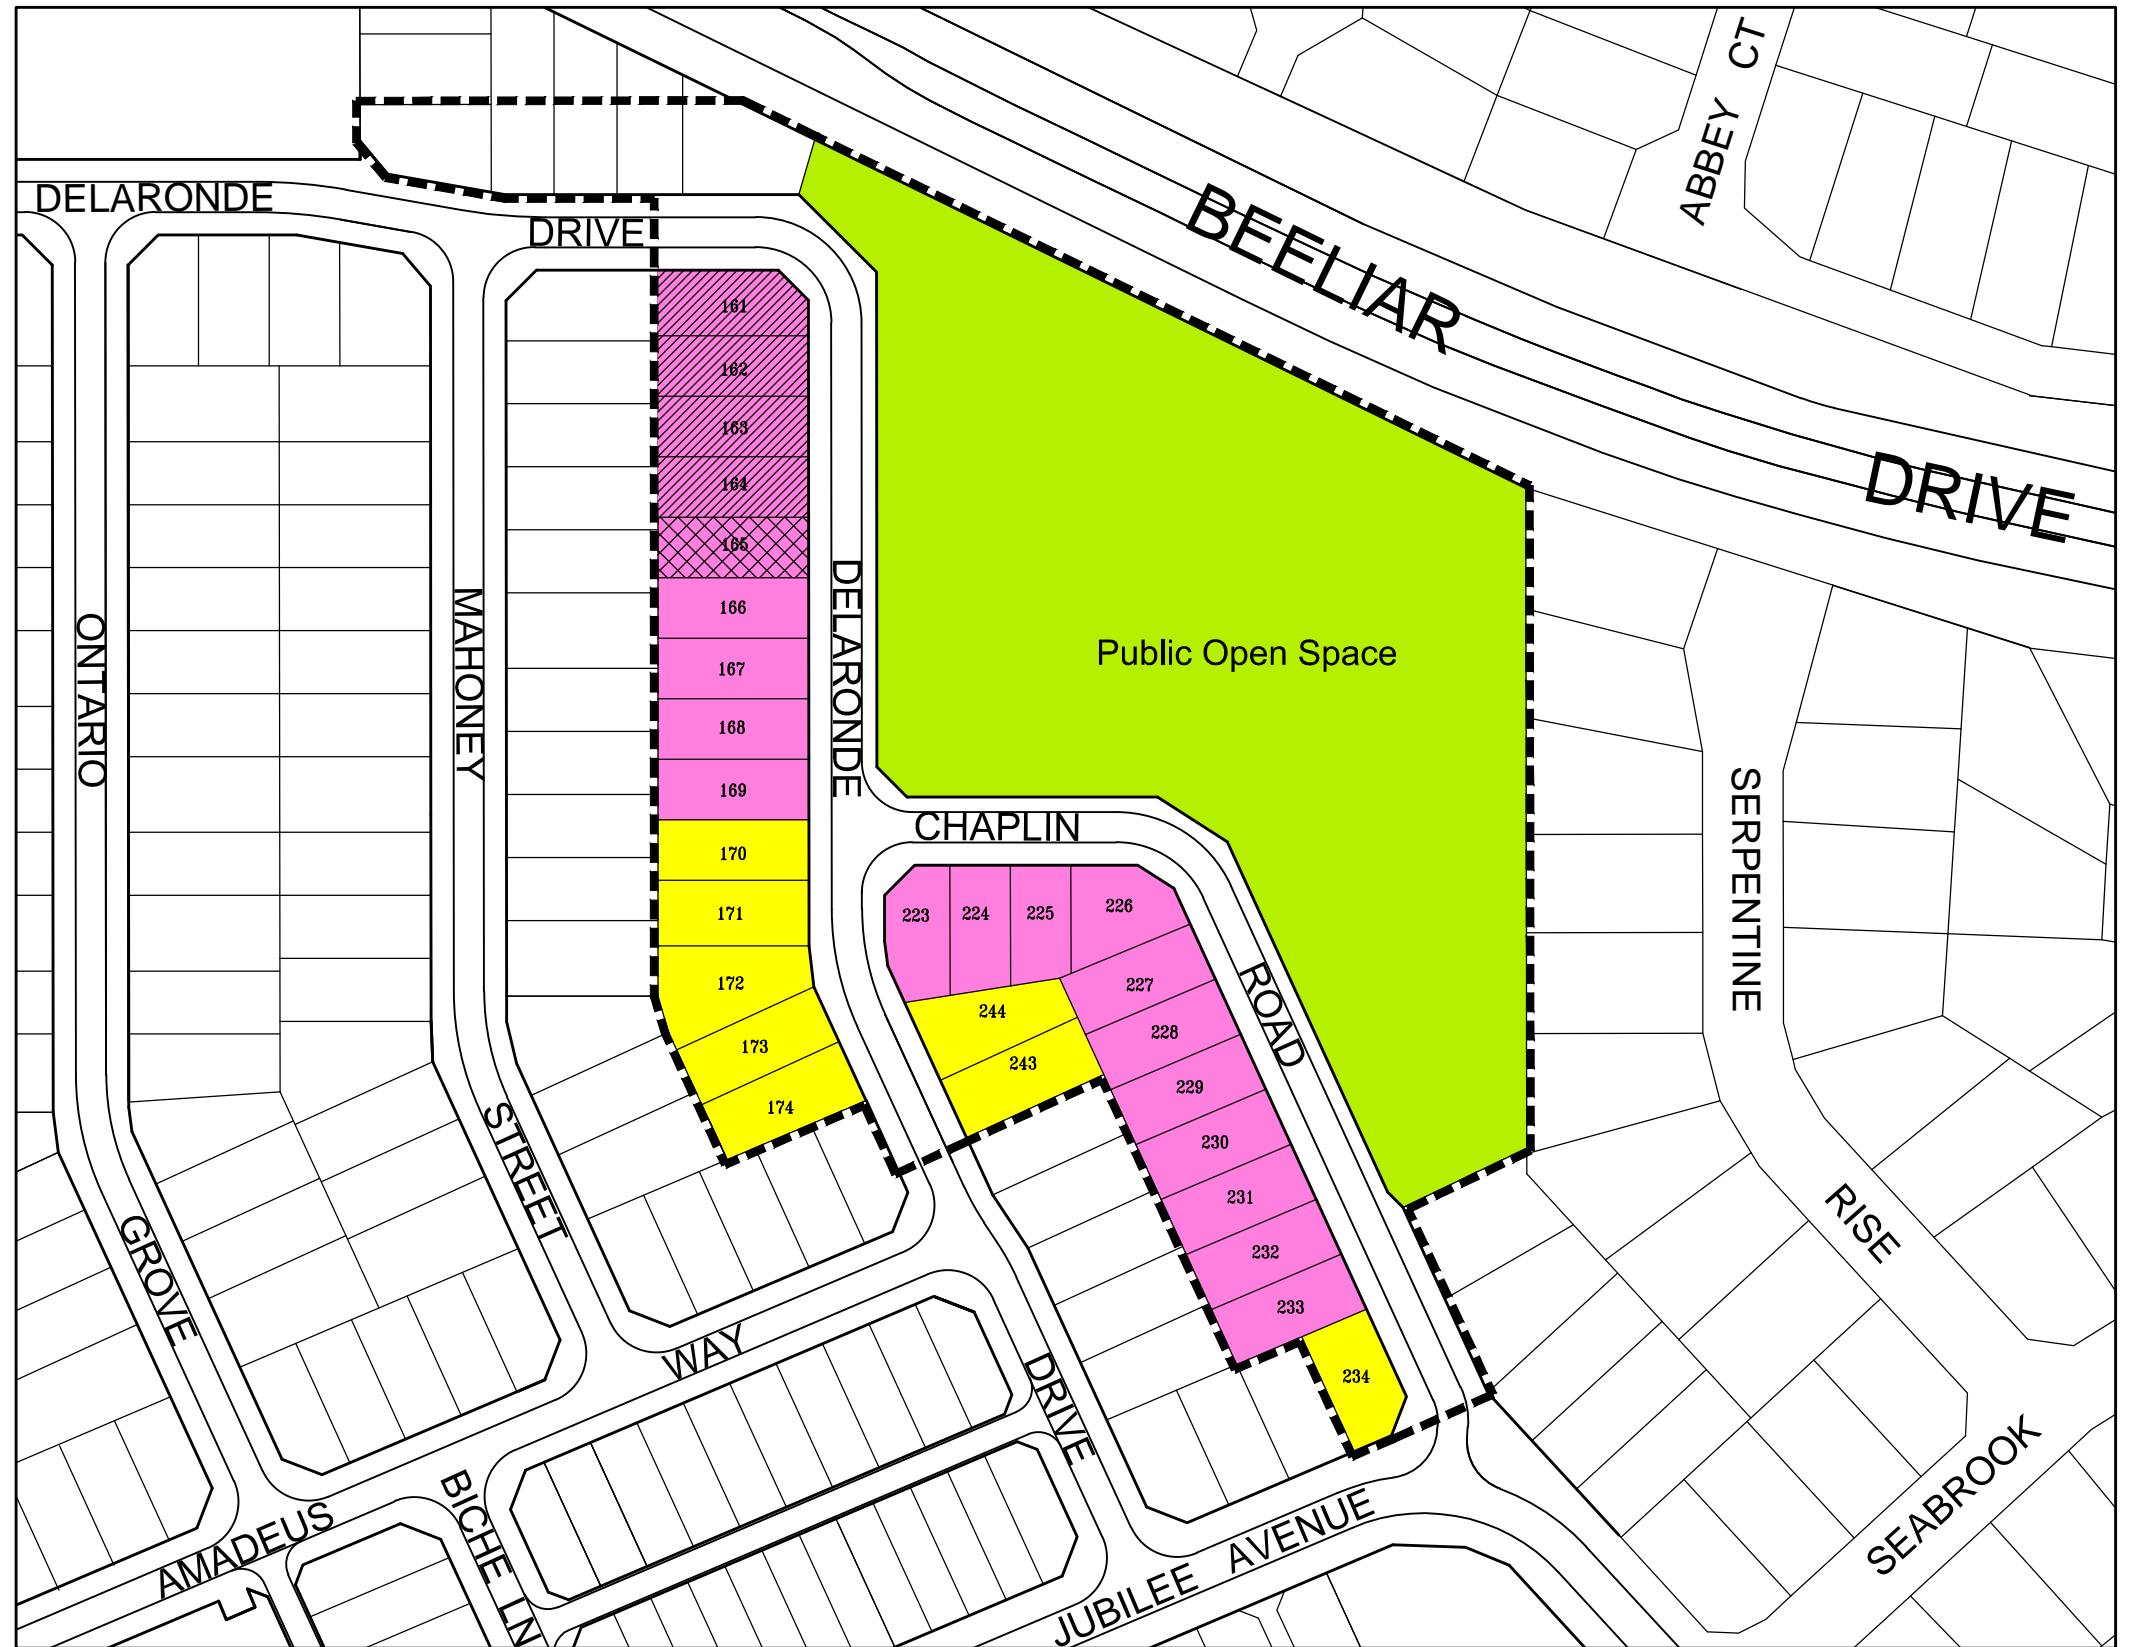 ABBEY CT
DELARONDE
DRIVE
BEELIAR
DRIVE
161
162
163
164
165
166
167
168
169
170
171
172
173
174
ONTARIO
MAHONEY
DELARONDE
Public Open Space
CHAPLIN
SERPENTINE
223
224
225
226
227
228
229
230
231
232
233
234
244
243
ROAD
STREET
GROVE
WAY
DRIVE
RISE
AMADEUS
BICHE LN
JUBILEE AVENUE
SEABROOK